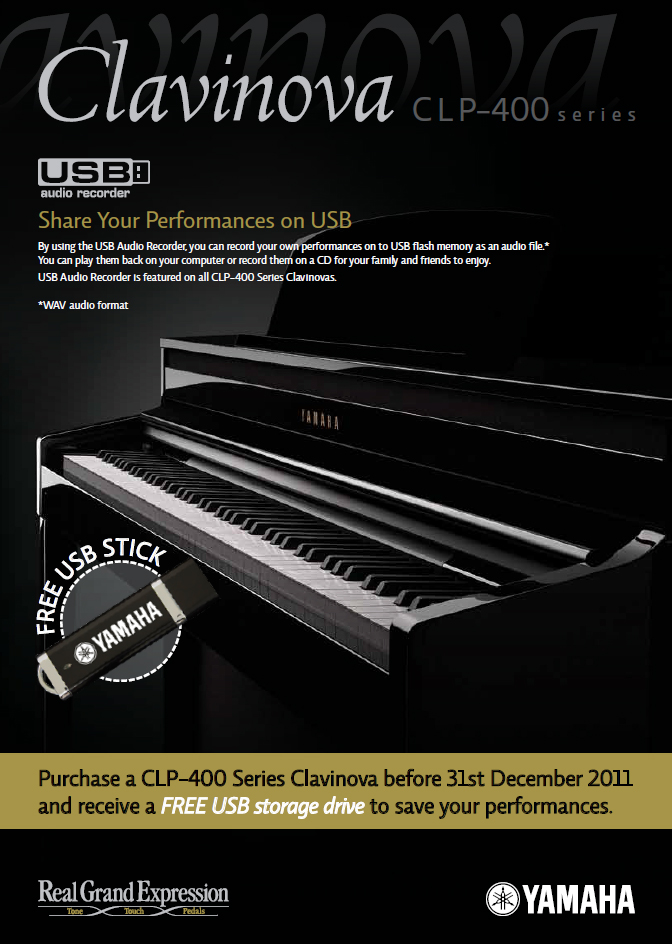 Clavinova CLP-400 series
USB
audio recorder
Share Your Performances on USB
By using the USB Audio Recorder, you can record your own performances on to USB flash memory as an audio file.*
You can play them back on your computer or record them on a CD for your family and friends to enjoy.
USB Audio Recorder is featured on all CLP-400 Series Clavinovas.
*WAV audio format
YAMAHA
FREE USB STICK
YAMAHA
Purchase a CLP-400 Series Clavinova before 31st December 2011
and receive a FREE USB storage drive to save your performances.
Real Grand Expression
Tone Touch Pedals
YAMAHA